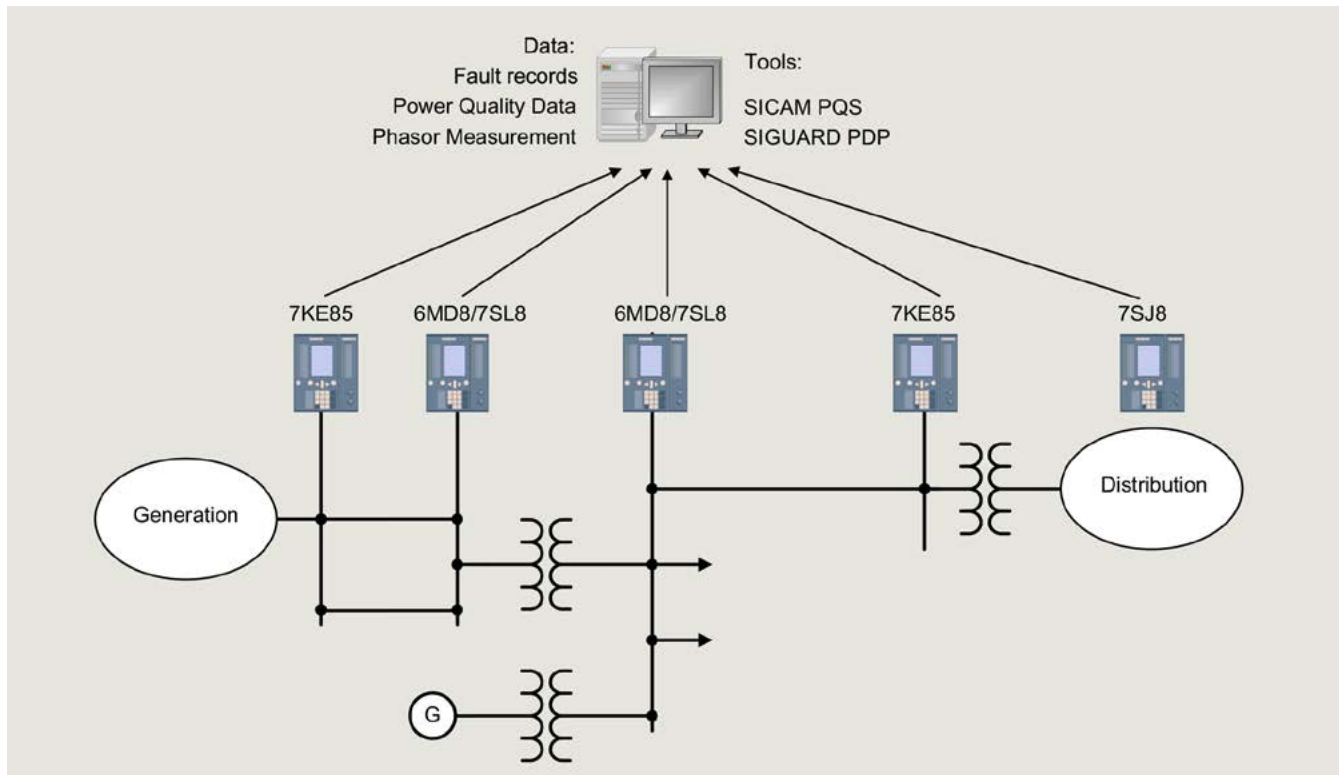 Data:
Fault records
Power Quality Data
Phasor Measurement
Tools:
SICAM PQS
SIGUARD PDP
7KE85
6MD8/7SL8
6MD8/7SL8
7KE85
7SJ8
Generation
Distribution
G